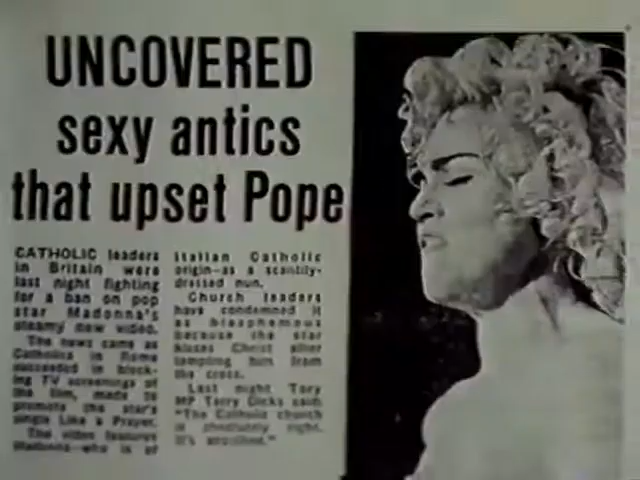 UNCOVERED
sexy antics
that upset Pope
CATHOLIC leaders
in Britain were
last night fighting
for a ban on pop
star Madonna's
steamy new video.
The news came as
Catholics in Rome
succeeded in block-
ing TV screenings of
the film, made to
promote the star's
single Like a Prayer.
The video features
Madonna—who is of
Italian Catholic
origin—as a scantily-
dressed nun.
Church leaders
have condemned it
as blasphemous
because the star
kisses Christ after
tempting him from
the cross.
Last night Tory
MP Terry Dicks said:
"The Catholic church
is absolutely right.
It's appalling."